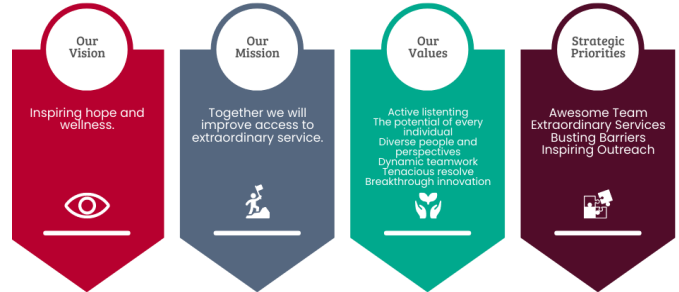 Our
Vision
Inspiring hope and
wellness.
Our
Mission
Together we will
improve access to
extraordinary service.
Our
Values
Active listenting
The potential of every
individual
Diverse people and
perspectives
Dynamic teamwork
Tenacious resolve
Breakthrough innovation
Strategic
Priorities
Awesome Team
Extraordinary Services
Busting Barriers
Inspiring Outreach